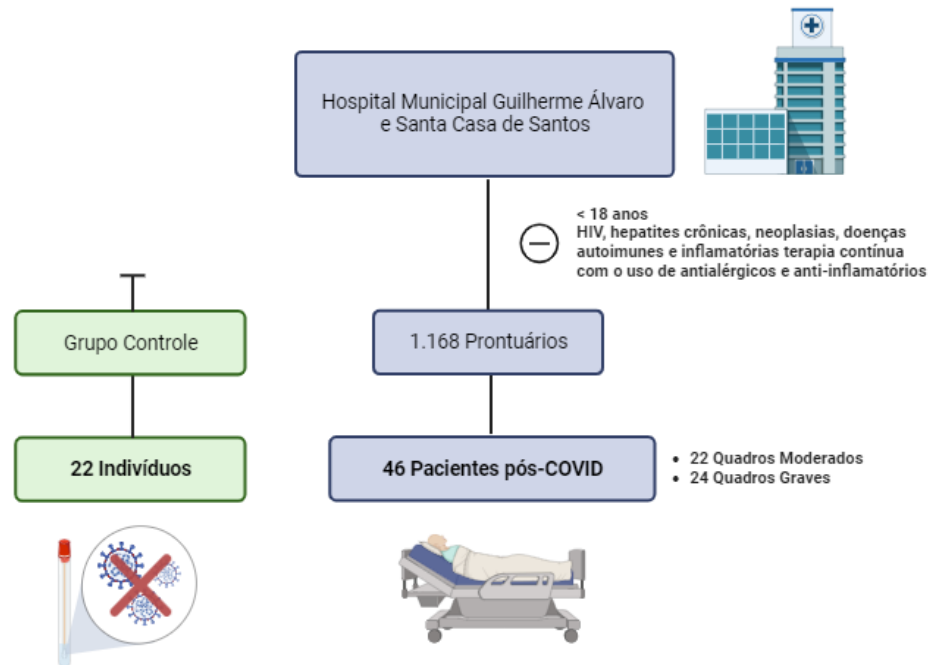 Hospital Municipal Guilherme Álvaro
e Santa Casa de Santos
< 18 anos
HIV, hepatites crônicas, neoplasias, doenças
autoimunes e inflamatórias terapia contínua
com o uso de antialérgicos e anti-inflamatórios
Grupo Controle
1.168 Prontuários
22 Indivíduos
46 Pacientes pós-COVID
• 22 Quadros Moderados
• 24 Quadros Graves